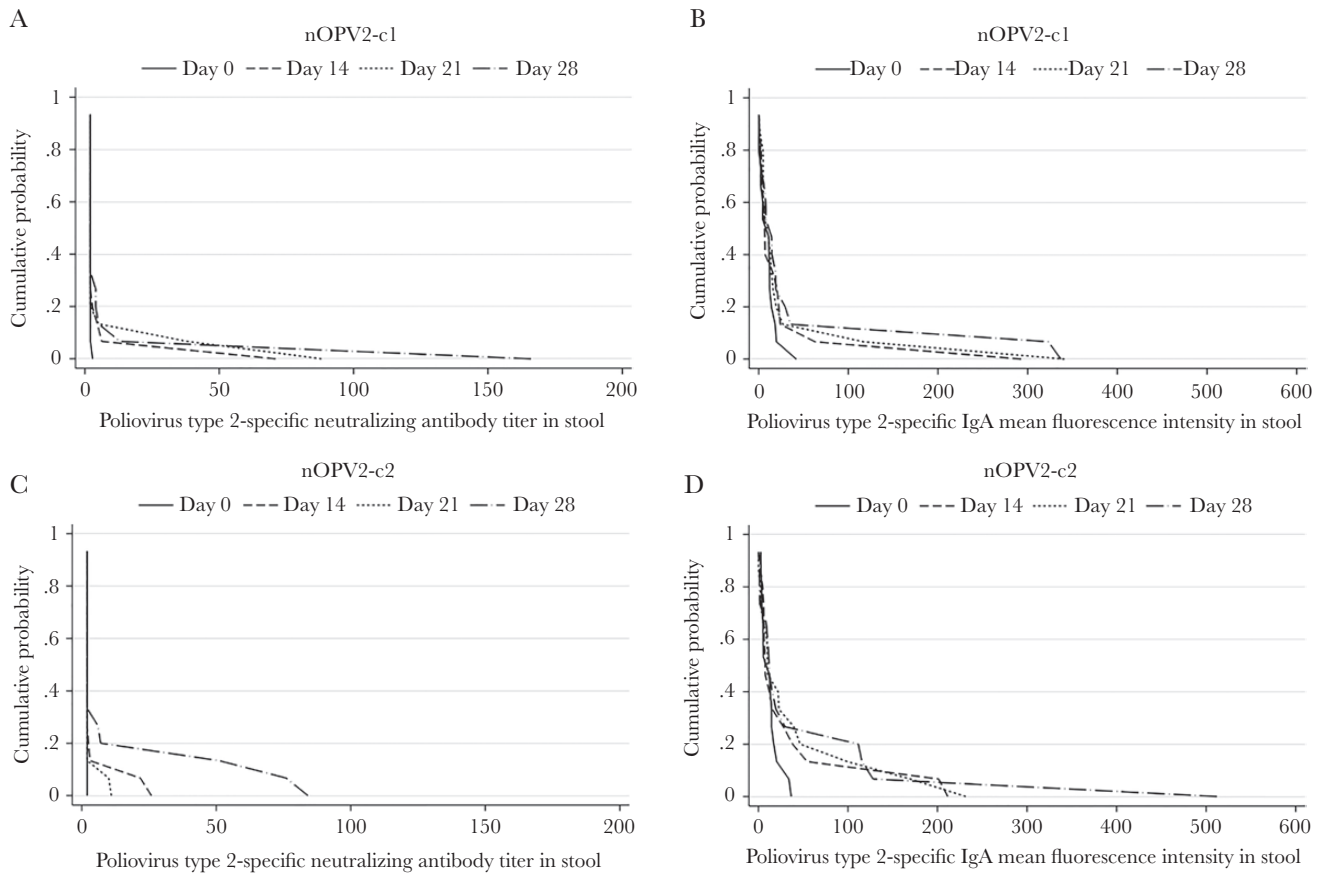 A
nOPV2-c1
Day 0 Day 14 Day 21 Day 28
Cumulative probability
1
.8
.6
.4
.2
0
0 50 100 150 200
Poliovirus type 2-specific neutralizing antibody titer in stool
B
nOPV2-c1
Day 0 Day 14 Day 21 Day 28
Cumulative probability
1
.8
.6
.4
.2
0
0 100 200 300 400 500 600
Poliovirus type 2-specific IgA mean fluorescence intensity in stool
C
nOPV2-c2
Day 0 Day 14 Day 21 Day 28
Cumulative probability
1
.8
.6
.4
.2
0
0 50 100 150 200
Poliovirus type 2-specific neutralizing antibody titer in stool
D
nOPV2-c2
Day 0 Day 14 Day 21 Day 28
Cumulative probability
1
.8
.6
.4
.2
0
0 100 200 300 400 500 600
Poliovirus type 2-specific IgA mean fluorescence intensity in stool